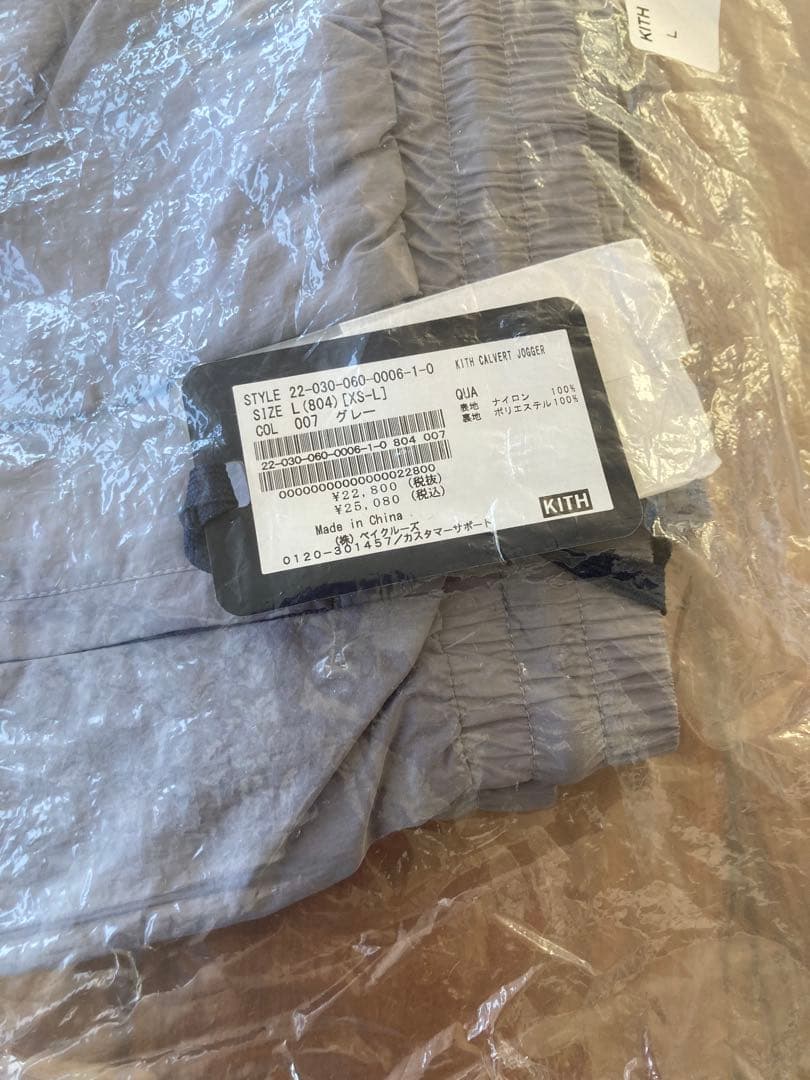 KITH
L
STYLE 22-030-060-0006-1-0
KITH CALVERT JOGGER
SIZE L(804)[XS-L]
COL 007 グレー
QUA
表地 ナイロン 100%
裏地 ポリエステル100%
22-030-060-0006-1-0 804 007
0000000000000000022800
¥22,800 (税抜)
¥25,080 (税込)
Made in China
(株) ベイクルーズ
0120-301457/カスタマーサポート
KITH